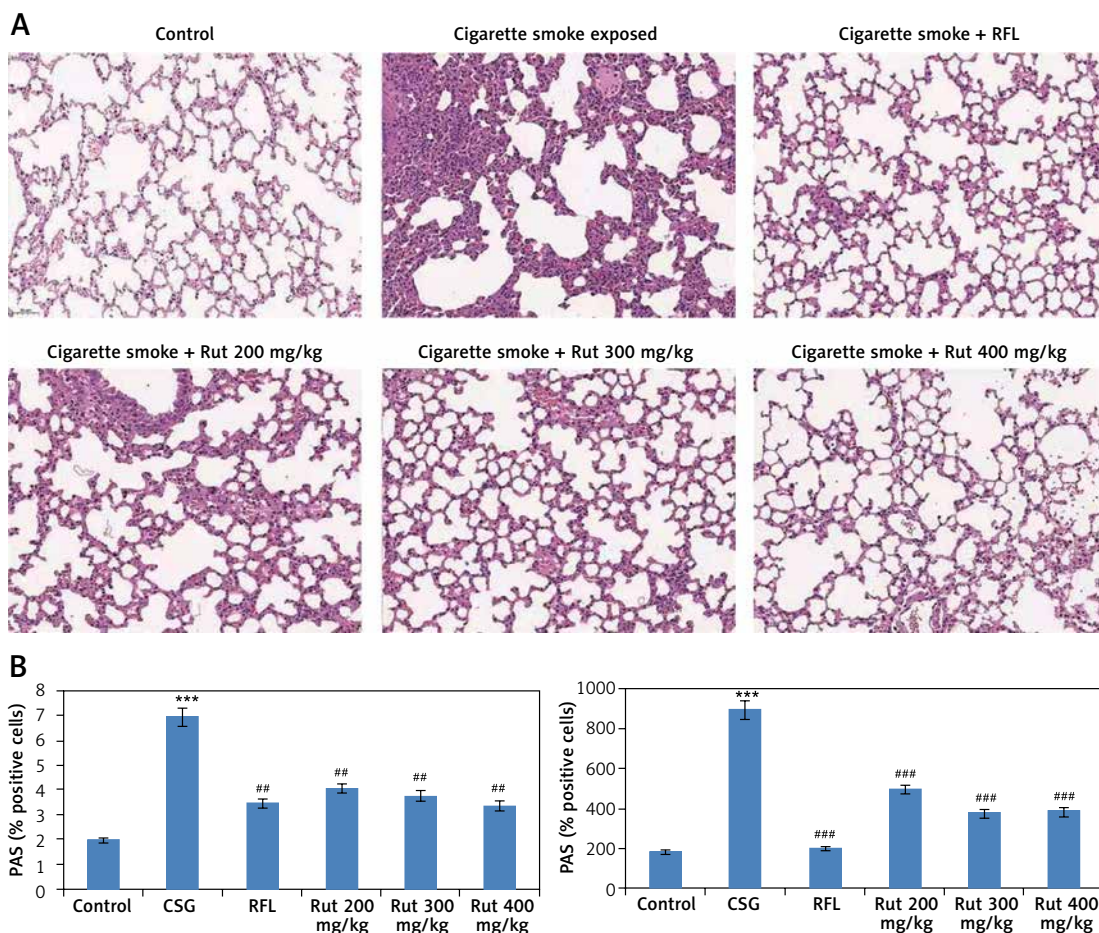 A
Control
Cigarette smoke exposed
Cigarette smoke + RFL
Cigarette smoke + Rut 200 mg/kg
Cigarette smoke + Rut 300 mg/kg
Cigarette smoke + Rut 400 mg/kg
B
PAS (% positive cells)
8
7
6
5
4
3
2
1
0
***
##
##
##
##
Control
CSG
RFL
Rut 200 mg/kg
Rut 300 mg/kg
Rut 400 mg/kg
PAS (% positive cells)
1000
800
600
400
200
0
***
###
###
###
###
Control
CSG
RFL
Rut 200 mg/kg
Rut 300 mg/kg
Rut 400 mg/kg